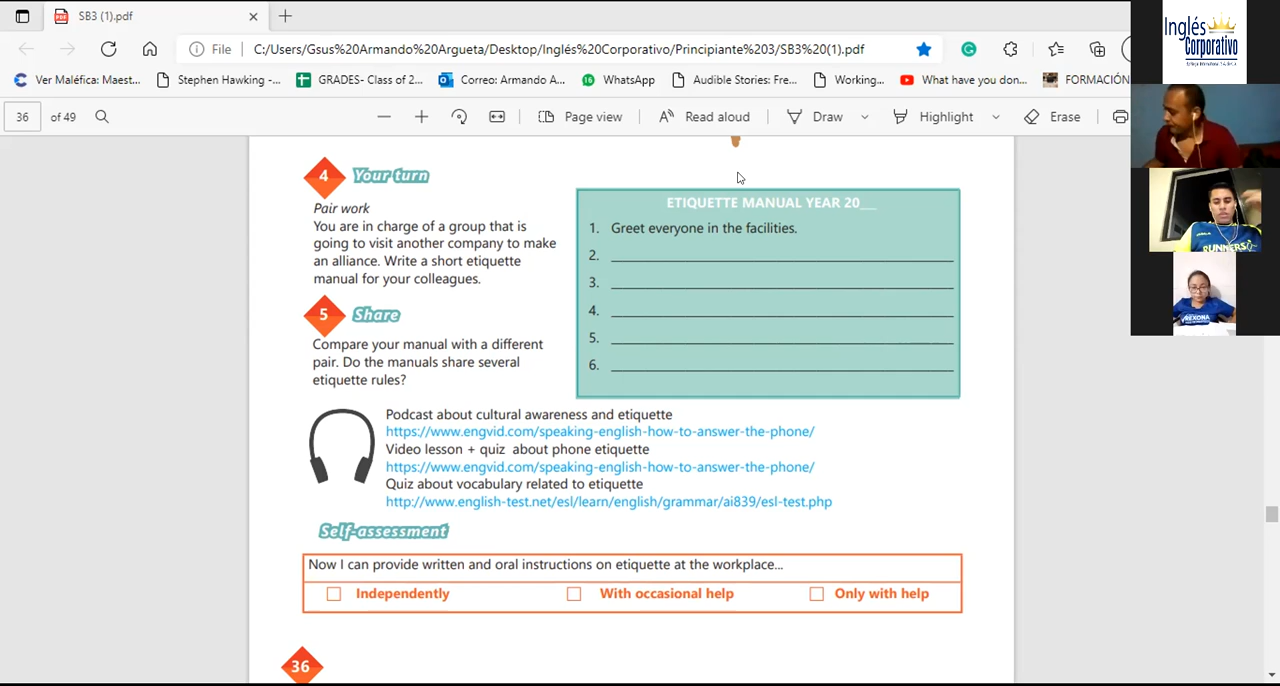 SB3 (1).pdf
File
C:/Users/Gsus%20Armando%20Argueta/Desktop/Inglés%20Corporativo/Principiante%203/SB3%20(1).pdf
Ver Maléfica: Maest...
Stephen Hawking -...
GRADES- Class of 2...
Correo: Armando A...
WhatsApp
Audible Stories: Fre...
Working...
What have you don...
FORMACIÓN
36 of 49
Page view
Read aloud
Draw
Highlight
Erase
Inglés
Corporativo
4 Your turn
Pair work
You are in charge of a group that is
going to visit another company to make
an alliance. Write a short etiquette
manual for your colleagues.
5 Share
Compare your manual with a different
pair. Do the manuals share several
etiquette rules?
ETIQUETTE MANUAL YEAR 20__
1. Greet everyone in the facilities.
2.
3.
4.
5.
6.
Podcast about cultural awareness and etiquette
https://www.engvid.com/speaking-english-how-to-answer-the-phone/
Video lesson + quiz about phone etiquette
https://www.engvid.com/speaking-english-how-to-answer-the-phone/
Quiz about vocabulary related to etiquette
http://www.english-test.net/esl/learn/english/grammar/ai839/esl-test.php
Self-assessment
Now I can provide written and oral instructions on etiquette at the workplace...
Independently
With occasional help
Only with help
36
RUNNERS
REXONA